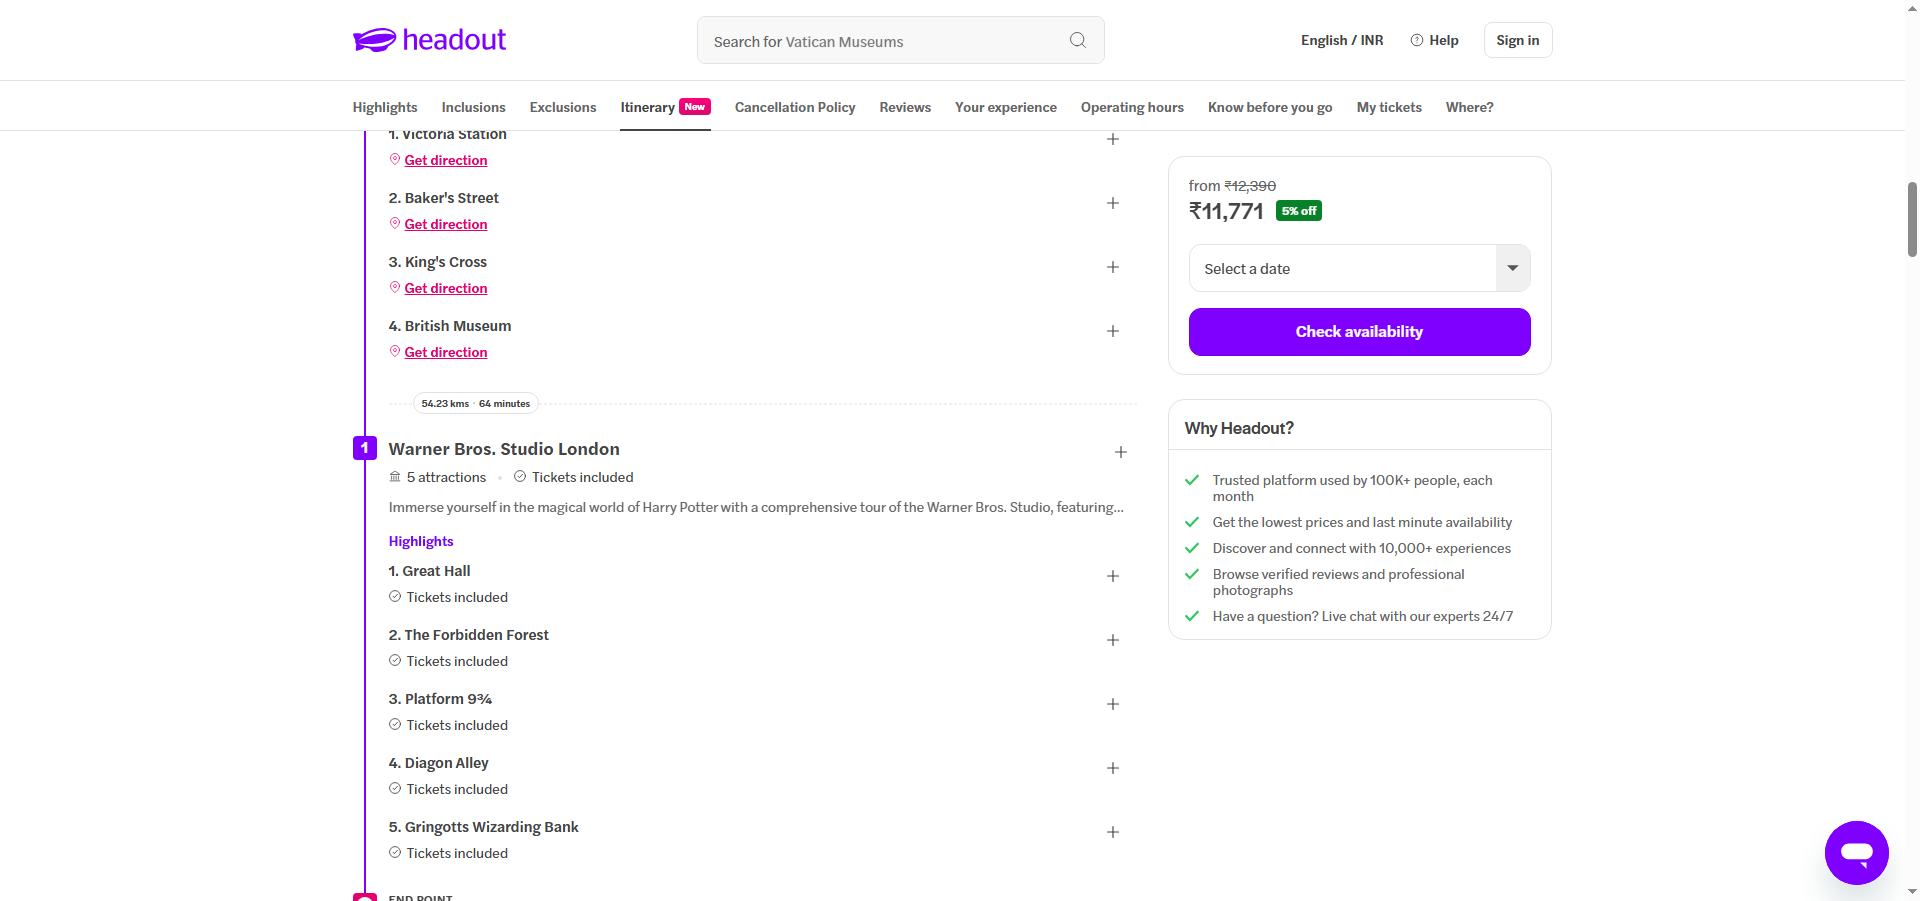 headout
Search for Vatican Museums
English / INR
Help
Sign in
Highlights
Inclusions
Exclusions
Itinerary
New
Cancellation Policy
Reviews
Your experience
Operating hours
Know before you go
My tickets
Where?
1. Victoria Station
Get direction
2. Baker's Street
Get direction
3. King's Cross
Get direction
4. British Museum
Get direction
54.23 kms · 64 minutes
1
Warner Bros. Studio London
5 attractions
Tickets included
Immerse yourself in the magical world of Harry Potter with a comprehensive tour of the Warner Bros. Studio, featuring...
Highlights
1. Great Hall
Tickets included
2. The Forbidden Forest
Tickets included
3. Platform 9¾
Tickets included
4. Diagon Alley
Tickets included
5. Gringotts Wizarding Bank
Tickets included
END POINT
from ₹12,390
₹11,771
5% off
Select a date
Check availability
Why Headout?
Trusted platform used by 100K+ people, each
month
Get the lowest prices and last minute availability
Discover and connect with 10,000+ experiences
Browse verified reviews and professional
photographs
Have a question? Live chat with our experts 24/7